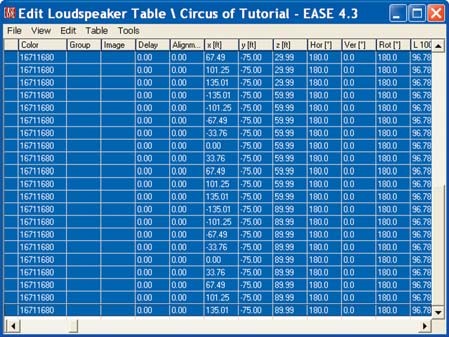 Edit Loudspeaker Table \ Circus of Tutorial - EASE 4.3
File View Edit Table Tools
Color Group Image Delay Alignm... x [ft] y [ft] z [ft] Hor [°] Ver [°] Rot [°] L 100
16711680 0.00 0.00 67.49 -75.00 29.99 180.0 0.0 180.0 96.78
16711680 0.00 0.00 101.25 -75.00 29.99 180.0 0.0 180.0 96.78
16711680 0.00 0.00 135.01 -75.00 29.99 180.0 0.0 180.0 96.78
16711680 0.00 0.00 -135.01 -75.00 59.99 180.0 0.0 180.0 96.78
16711680 0.00 0.00 -101.25 -75.00 59.99 180.0 0.0 180.0 96.78
16711680 0.00 0.00 -67.49 -75.00 59.99 180.0 0.0 180.0 96.78
16711680 0.00 0.00 -33.76 -75.00 59.99 180.0 0.0 180.0 96.78
16711680 0.00 0.00 0.00 -75.00 59.99 180.0 0.0 180.0 96.78
16711680 0.00 0.00 33.76 -75.00 59.99 180.0 0.0 180.0 96.78
16711680 0.00 0.00 67.49 -75.00 59.99 180.0 0.0 180.0 96.78
16711680 0.00 0.00 101.25 -75.00 59.99 180.0 0.0 180.0 96.78
16711680 0.00 0.00 135.01 -75.00 59.99 180.0 0.0 180.0 96.78
16711680 0.00 0.00 -135.01 -75.00 89.99 180.0 0.0 180.0 96.78
16711680 0.00 0.00 -101.25 -75.00 89.99 180.0 0.0 180.0 96.78
16711680 0.00 0.00 -67.49 -75.00 89.99 180.0 0.0 180.0 96.78
16711680 0.00 0.00 -33.76 -75.00 89.99 180.0 0.0 180.0 96.78
16711680 0.00 0.00 0.00 -75.00 89.99 180.0 0.0 180.0 96.78
16711680 0.00 0.00 33.76 -75.00 89.99 180.0 0.0 180.0 96.78
16711680 0.00 0.00 67.49 -75.00 89.99 180.0 0.0 180.0 96.78
16711680 0.00 0.00 101.25 -75.00 89.99 180.0 0.0 180.0 96.78
16711680 0.00 0.00 135.01 -75.00 89.99 180.0 0.0 180.0 96.78